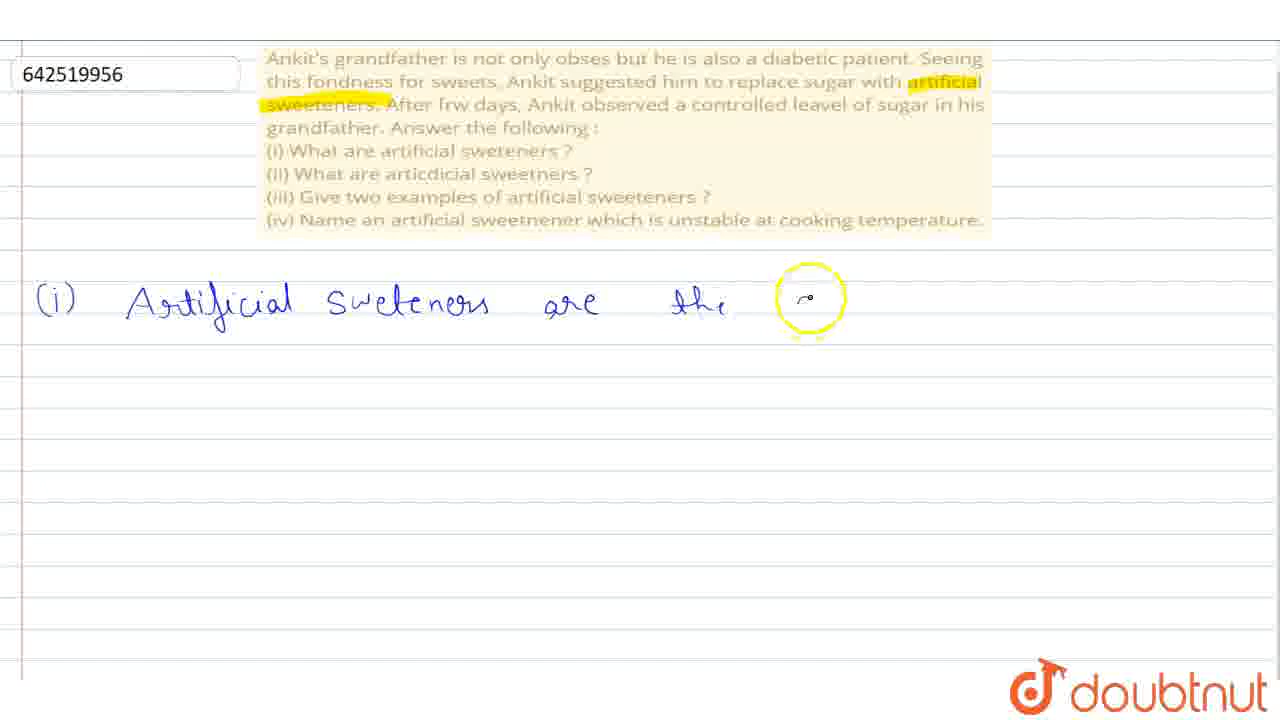 Ankit's grandfather is not only obses but he is also a diabetic patient. Seeing
642519956
this fondness for sweets, Ankit suggested him to replace sugar with artificial
sweeteners. After frw days, Ankit observed a controlled leavel of sugar in his
grandfather. Answer the following :
(i) What are artificial sweteners ?
(ii) What are articdicial sweetners ?
(iii) Give two examples of artificial sweeteners ?
(iv) Name an artificial sweetnener which is unstable at cooking temperature.
(i) Artificial Sweteners are the
doubtnut